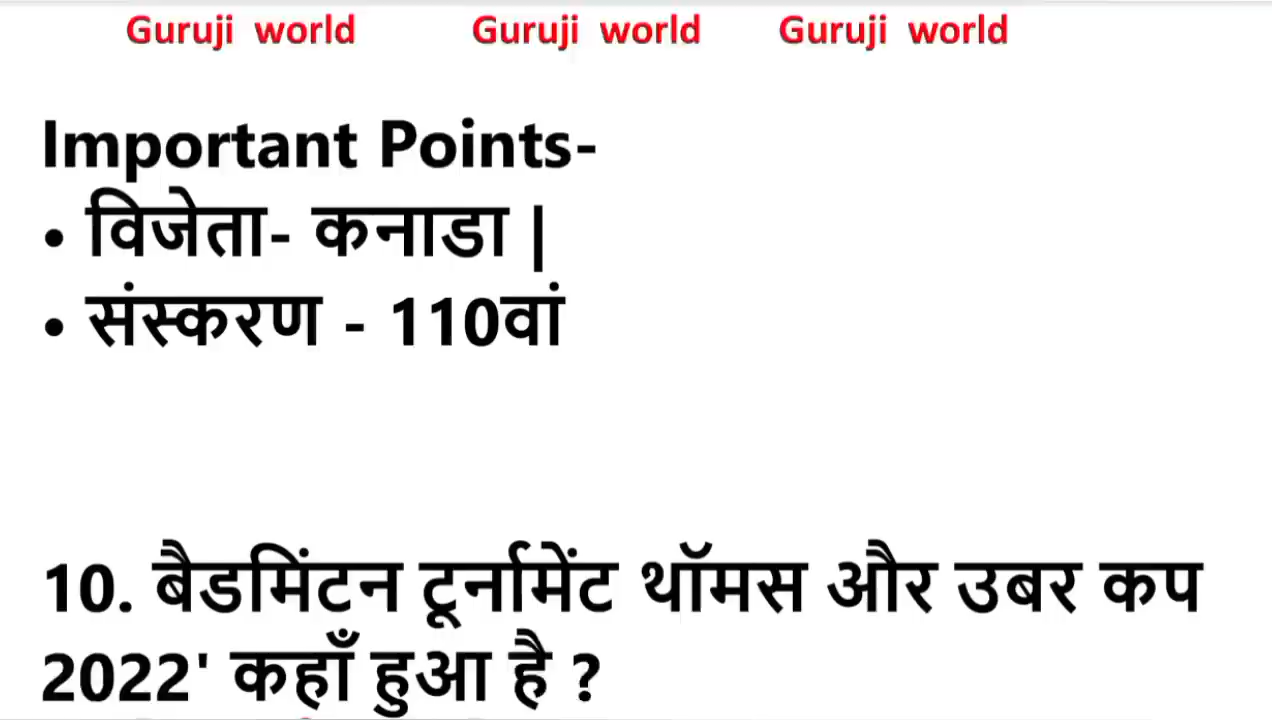 Guruji world Guruji world Guruji world
Important Points-
• विजेता- कनाडा |
• संस्करण - 110वां
10. बैडमिंटन टूर्नामेंट थॉमस और उबर कप
2022' कहाँ हुआ है ?